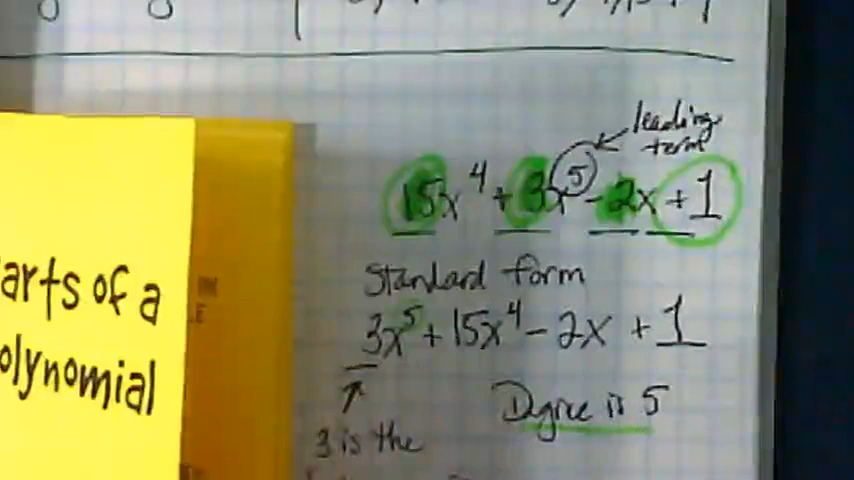 leading
term
15x⁴ + 3x⁵ - 2x + 1
Standard form
3x⁵ + 15x⁴ - 2x + 1
Degree is 5
3 is the
arts of a
olynomial